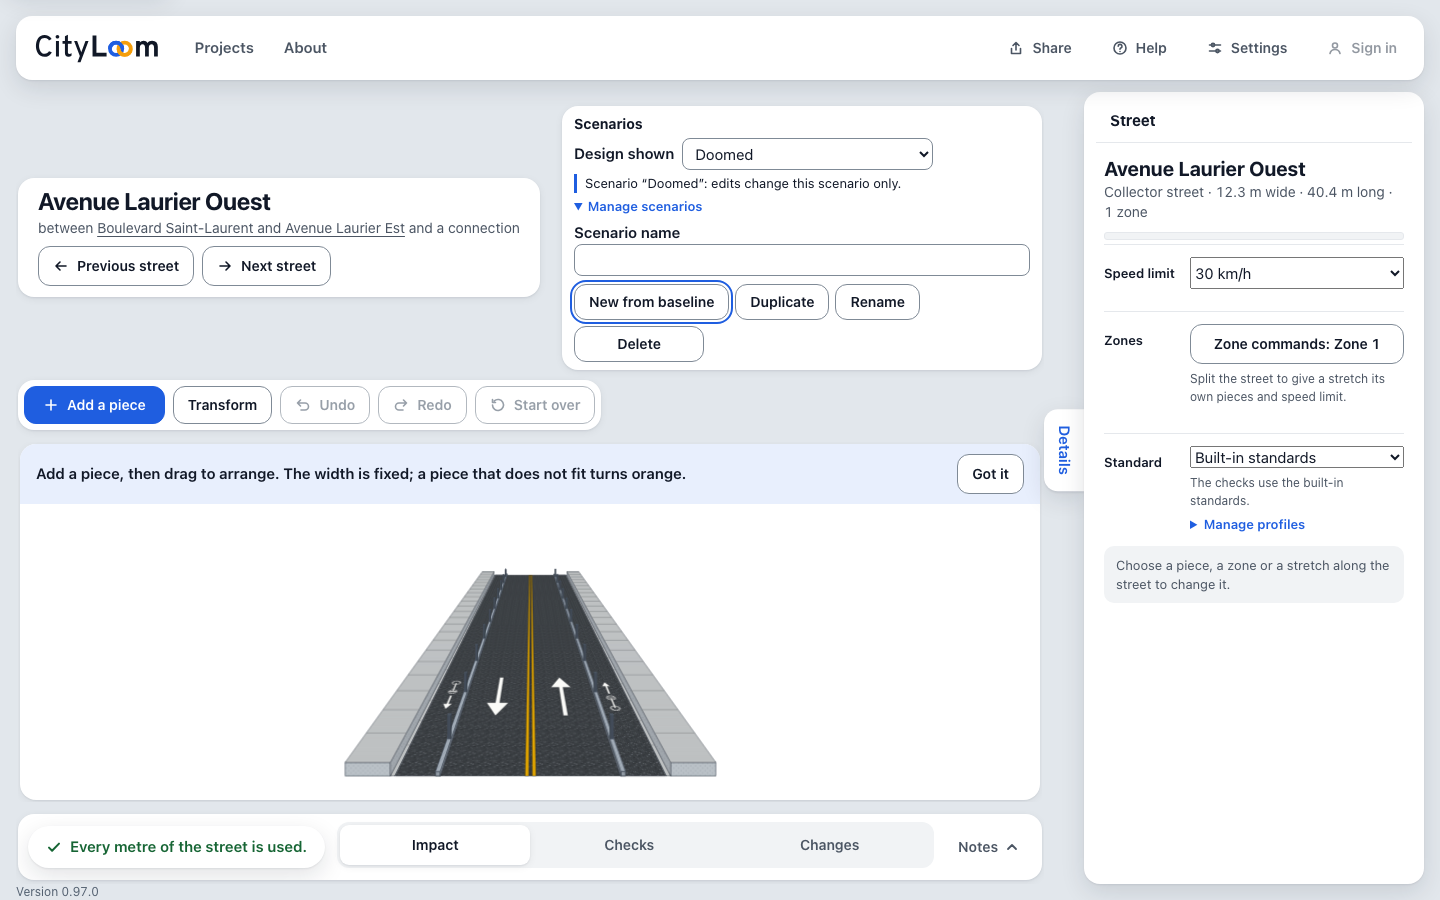 CityLoom
Projects
About
Share
Help
Settings
Sign in
Avenue Laurier Ouest
between Boulevard Saint-Laurent and Avenue Laurier Est and a connection
Previous street
Next street
Scenarios
Design shown
Doomed
Scenario “Doomed”: edits change this scenario only.
Manage scenarios
Scenario name
New from baseline
Duplicate
Rename
Delete
Add a piece
Transform
Undo
Redo
Start over
Add a piece, then drag to arrange. The width is fixed; a piece that does not fit turns orange.
Got it
Every metre of the street is used.
Impact
Checks
Changes
Notes
Version 0.97.0
Details
Street
Avenue Laurier Ouest
Collector street · 12.3 m wide · 40.4 m long ·
1 zone
Speed limit
30 km/h
Zones
Zone commands: Zone 1
Split the street to give a stretch its
own pieces and speed limit.
Standard
Built-in standards
The checks use the built-in
standards.
Manage profiles
Choose a piece, a zone or a stretch along the
street to change it.